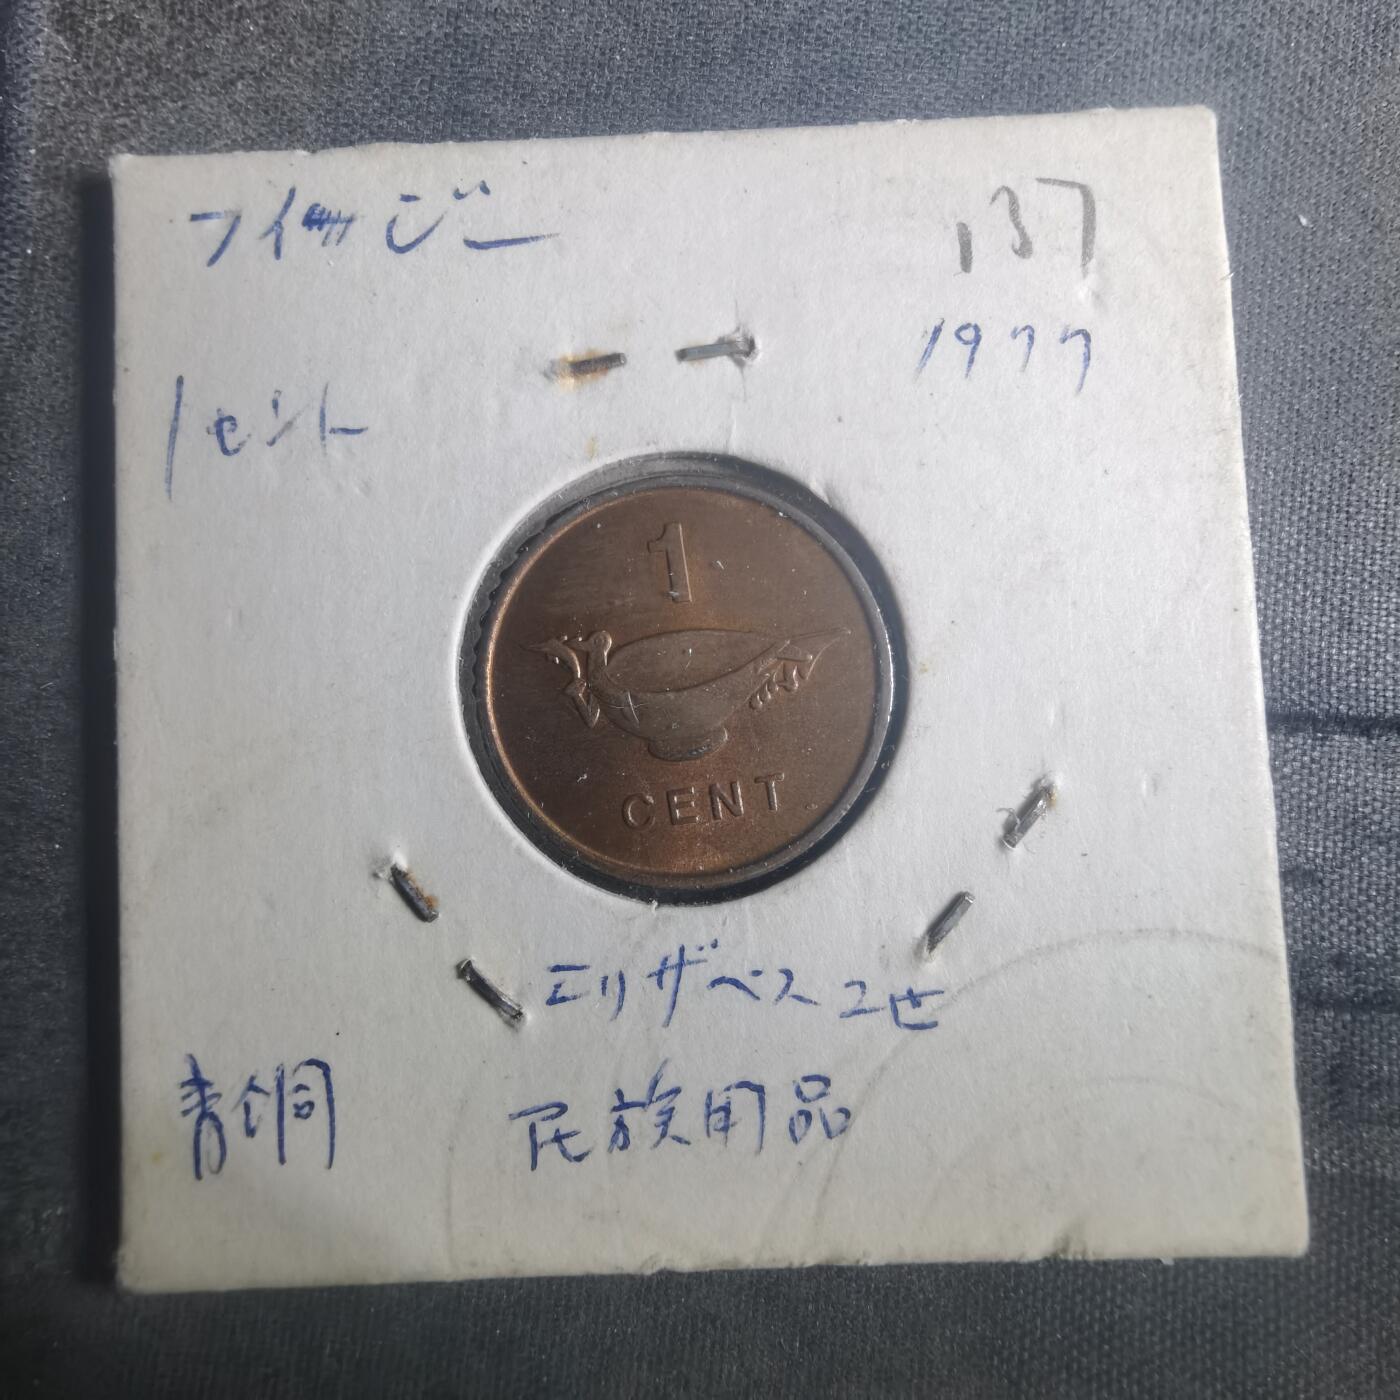 フィジー
137
1977
1セント
1
CENT
エリザベス2世
青銅
民族用品